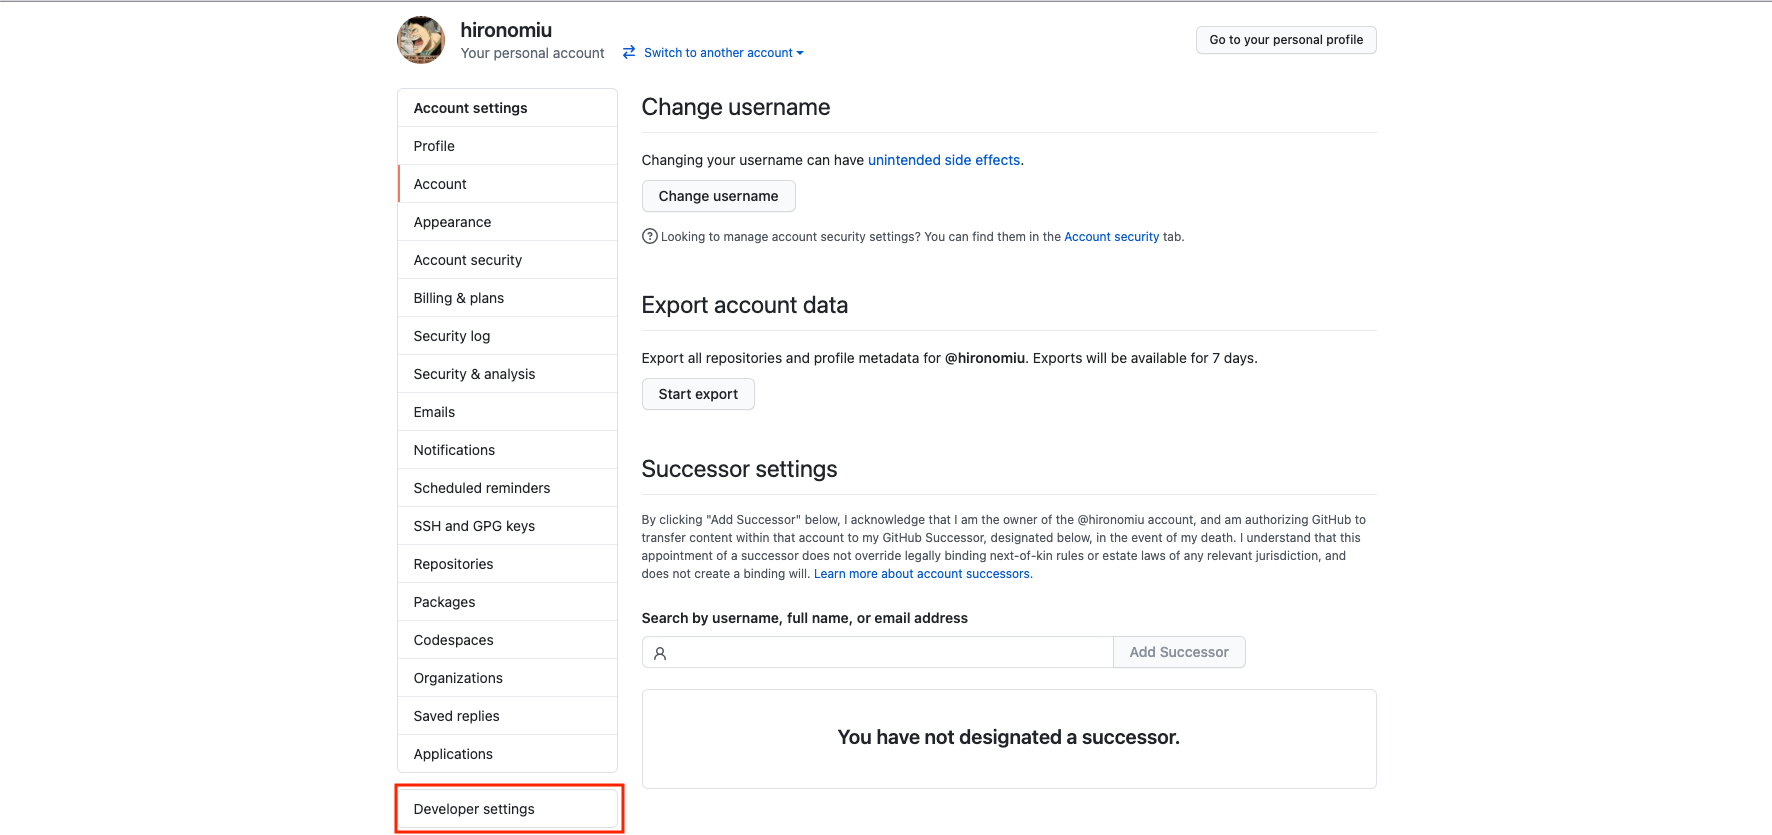 hironomiu
Your personal account
Switch to another account
Go to your personal profile
Account settings
Profile
Account
Appearance
Account security
Billing & plans
Security log
Security & analysis
Emails
Notifications
Scheduled reminders
SSH and GPG keys
Repositories
Packages
Codespaces
Organizations
Saved replies
Applications
Developer settings
Change username
Changing your username can have unintended side effects.
Change username
Looking to manage account security settings? You can find them in the Account security tab.
Export account data
Export all repositories and profile metadata for @hironomiu. Exports will be available for 7 days.
Start export
Successor settings
By clicking "Add Successor" below, I acknowledge that I am the owner of the @hironomiu account, and am authorizing GitHub to
transfer content within that account to my GitHub Successor, designated below, in the event of my death. I understand that this
appointment of a successor does not override legally binding next-of-kin rules or estate laws of any relevant jurisdiction, and
does not create a binding will. Learn more about account successors.
Search by username, full name, or email address
Add Successor
You have not designated a successor.